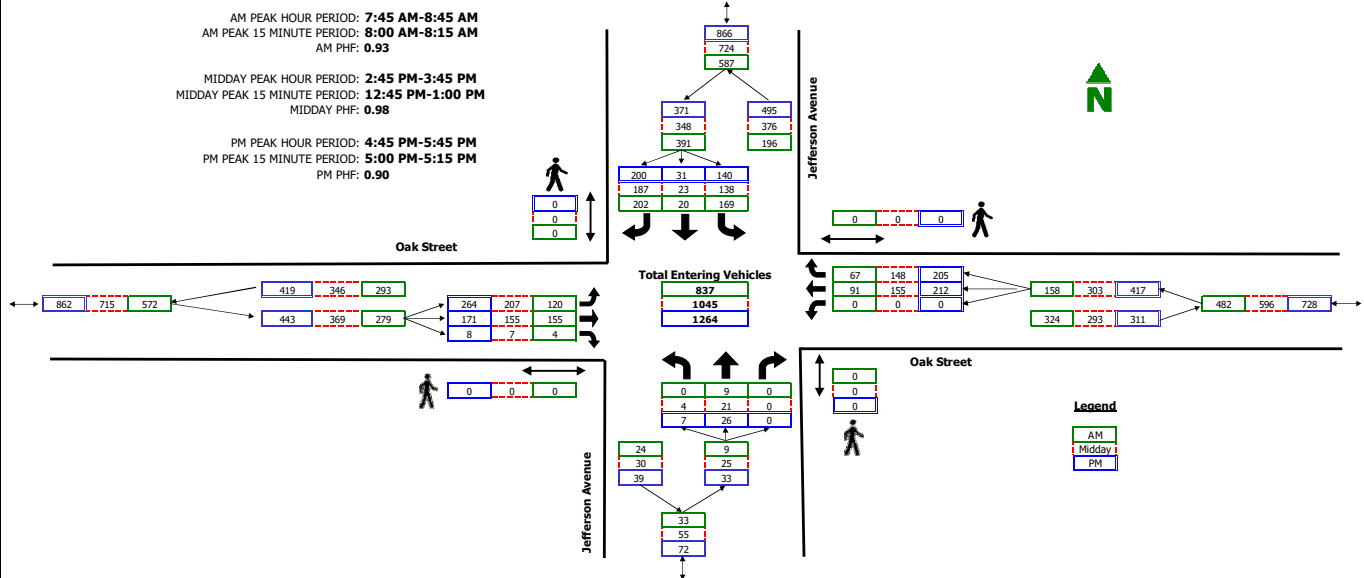 AM PEAK HOUR PERIOD: 7:45 AM-8:45 AM
AM PEAK 15 MINUTE PERIOD: 8:00 AM-8:15 AM
AM PHF: 0.93
MIDDAY PEAK HOUR PERIOD: 2:45 PM-3:45 PM
MIDDAY PEAK 15 MINUTE PERIOD: 12:45 PM-1:00 PM
MIDDAY PHF: 0.98
PM PEAK HOUR PERIOD: 4:45 PM-5:45 PM
PM PEAK 15 MINUTE PERIOD: 5:00 PM-5:15 PM
PM PHF: 0.90
866
724
587
371
348
391
495
376
196
200 31 140
187 23 138
202 20 169
Jefferson Avenue
N
0
0
0
0 0 0
Oak Street
862 715 572
419 346 293
443 369 279
264 207 120
171 155 155
8 7 4
Total Entering Vehicles
837
1045
1264
67 148 205
91 155 212
0 0 0
158 303 417
324 293 311
482 596 728
Oak Street
0 0 0
0 9 0
4 21 0
7 26 0
24
30
39
9
25
33
33
55
72
Jefferson Avenue
0
0
0
Legend
AM
Midday
PM